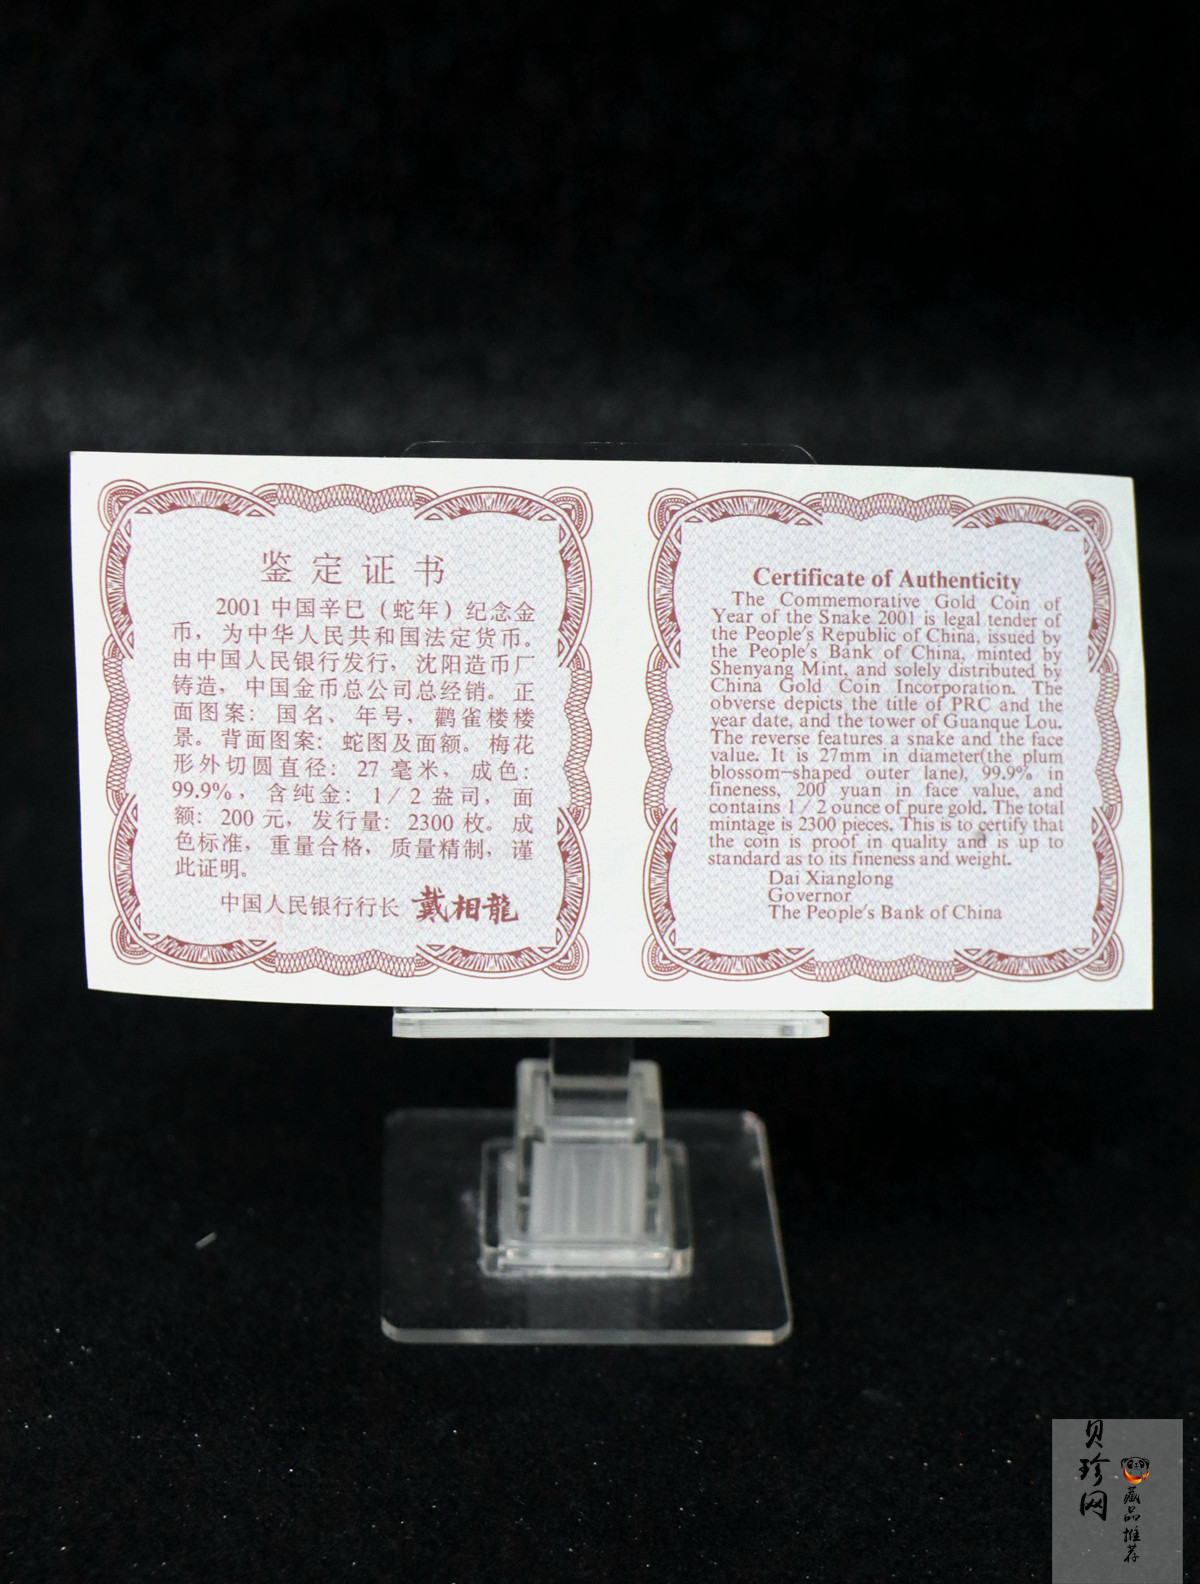 鉴定证书
2001 中国辛巳（蛇年）纪念金
币，为中华人民共和国法定货币。
由中国人民银行发行，沈阳造币厂
铸造，中国金币总公司总经销。正
面图案：国名、年号，鹳雀楼楼
景。背面图案：蛇图及面额。梅花
形外切圆直径：27 毫米，成色：
99.9%，含纯金：1／2 盎司，面
额：200 元，发行量：2300 枚。成
色标准，重量合格，质量精制，谨
此证明。
中国人民银行行长 戴相龍
Certificate of Authenticity
The Commemorative Gold Coin of
Year of the Snake 2001 is legal tender of
the People's Republic of China, issued by
the People's Bank of China, minted by
Shenyang Mint, and solely distributed by
China Gold Coin Incorporation. The
obverse depicts the title of PRC and the
year date, and the tower of Guanque Lou.
The reverse features a snake and the face
value. It is 27mm in diameter(the plum
blossom-shaped outer lane), 99.9% in
fineness, 200 yuan in face value, and
contains 1／2 ounce of pure gold. The total
mintage is 2300 pieces. This is to certify that
the coin is proof in quality and is up to
standard as to its fineness and weight.
Dai Xianglong
Governor
The People's Bank of China
贝珍网
藏品推荐